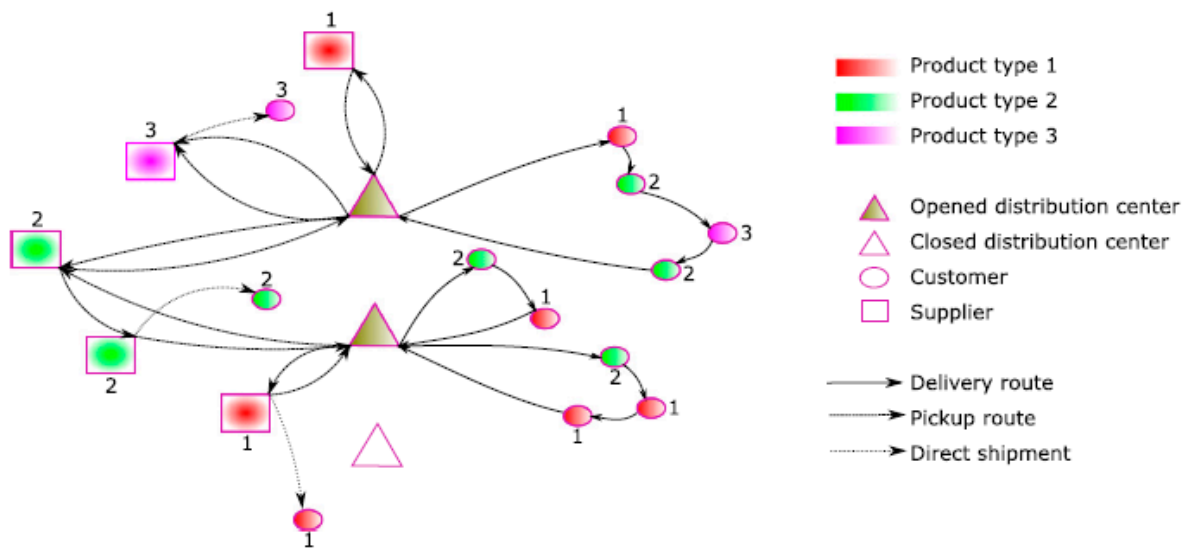 1
3
3
1
2
3
2
2
2
1
2
2
2
1
1
1
1
Product type 1
Product type 2
Product type 3
Opened distribution center
Closed distribution center
Customer
Supplier
Delivery route
Pickup route
Direct shipment